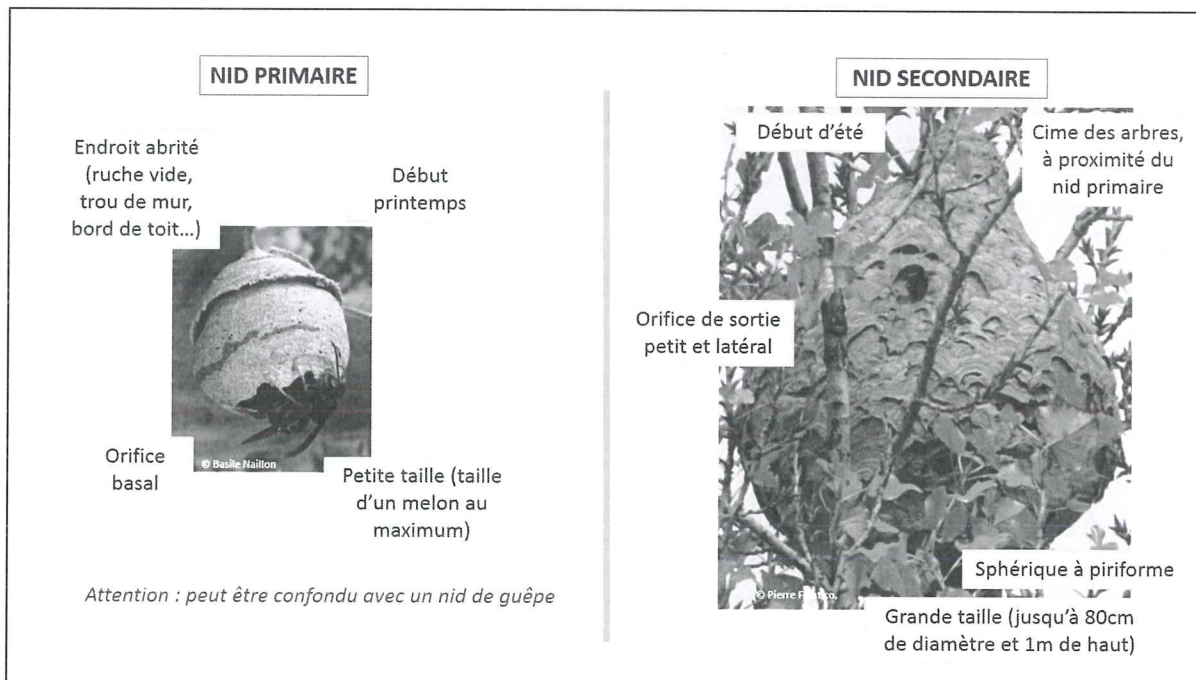 NID PRIMAIRE
Endroit abrité
(ruche vide,
trou de mur,
bord de toit...)
Début
printemps
Orifice
basal
© Basile Naillon
Petite taille (taille
d'un melon au
maximum)
Attention : peut être confondu avec un nid de guêpe
NID SECONDAIRE
Début d'été
Cime des arbres,
à proximité du
nid primaire
Orifice de sortie
petit et latéral
Sphérique à piriforme
© Pierre
Grande taille (jusqu'à 80cm
de diamètre et 1m de haut)